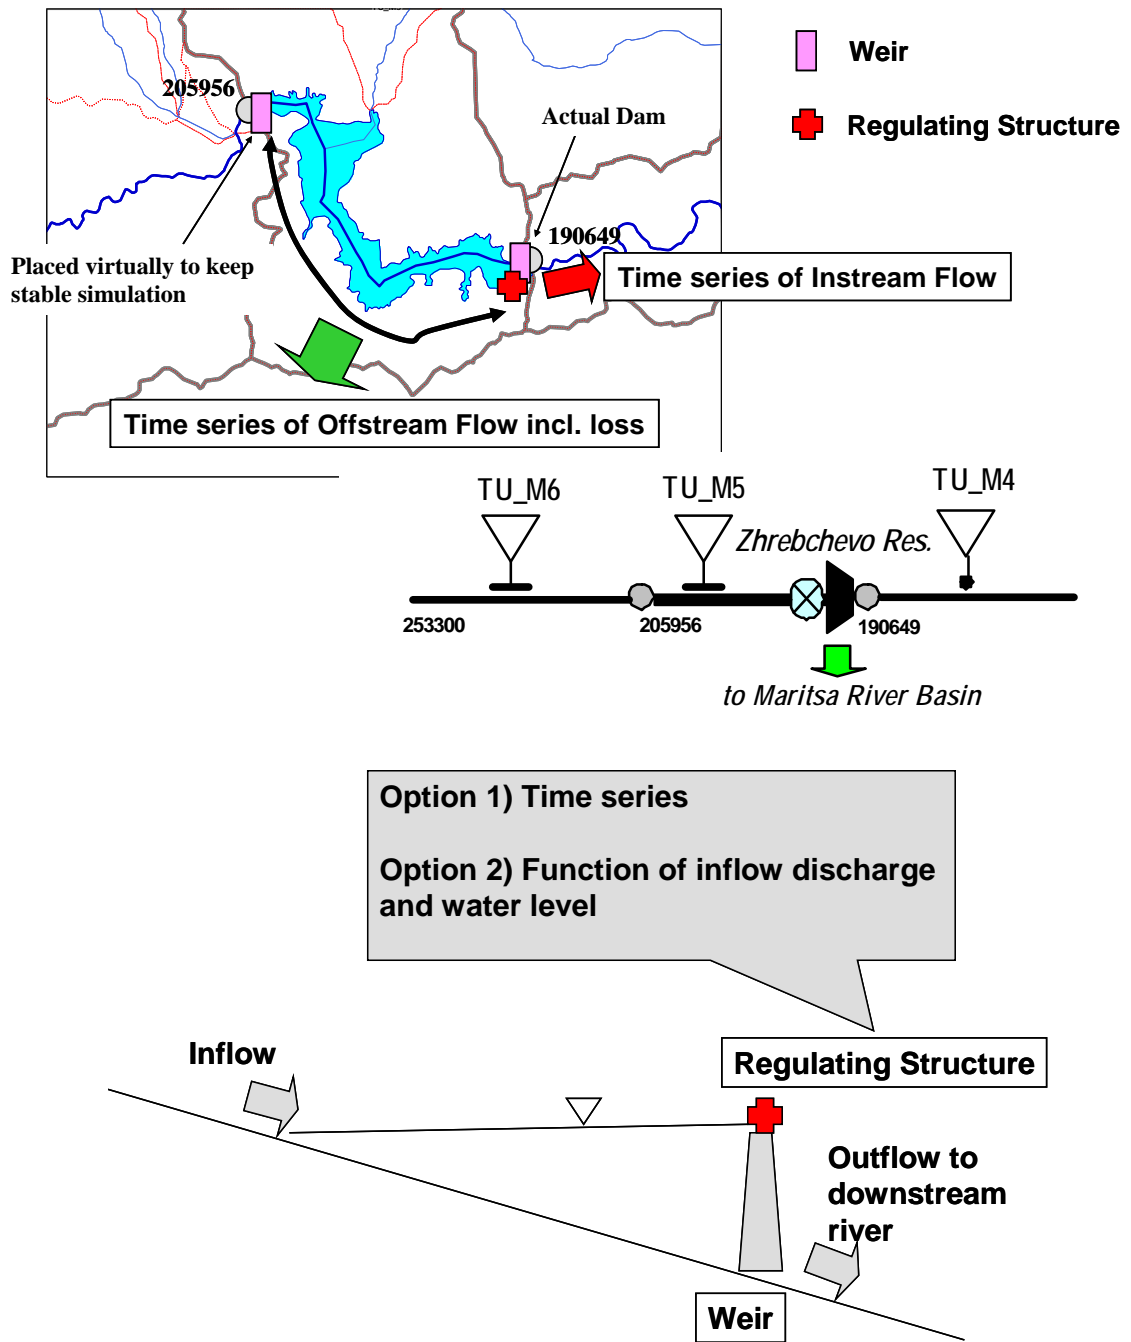 205956
Weir
Actual Dam
Regulating Structure
190649
Placed virtually to keep
stable simulation
Time series of Instream Flow
Time series of Offstream Flow incl. loss
TU_M6
TU_M5
TU_M4
Zhrebchevo Res.
253300
205956
190649
to Maritsa River Basin
Option 1) Time series
Option 2) Function of inflow discharge
and water level
Inflow
Regulating Structure
Outflow to
downstream
river
Weir